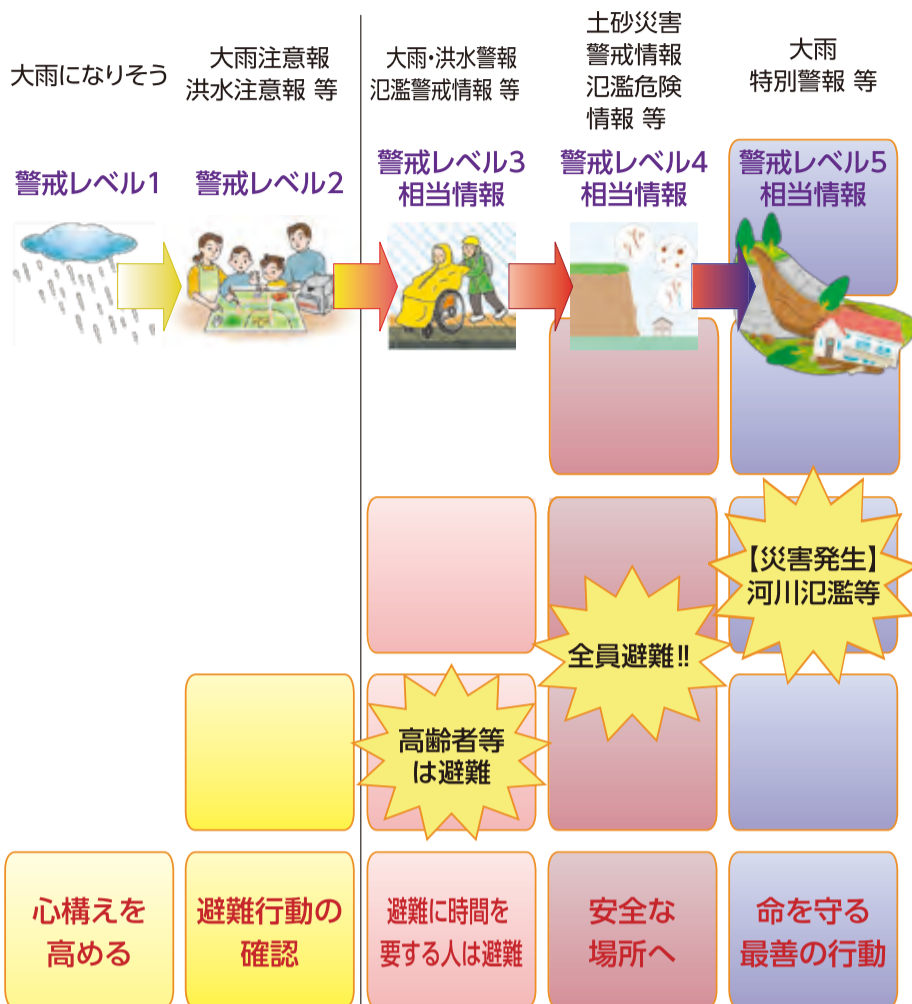 大雨になりそう
大雨注意報
洪水注意報 等
大雨・洪水警報
氾濫警戒情報 等
土砂災害
警戒情報
氾濫危険
情報 等
大雨
特別警報 等
警戒レベル1
警戒レベル2
警戒レベル3
相当情報
警戒レベル4
相当情報
警戒レベル5
相当情報
【災害発生】
河川氾濫等
全員避難!!
高齢者等
は避難
心構えを
高める
避難行動の
確認
避難に時間を
要する人は避難
安全な
場所へ
命を守る
最善の行動